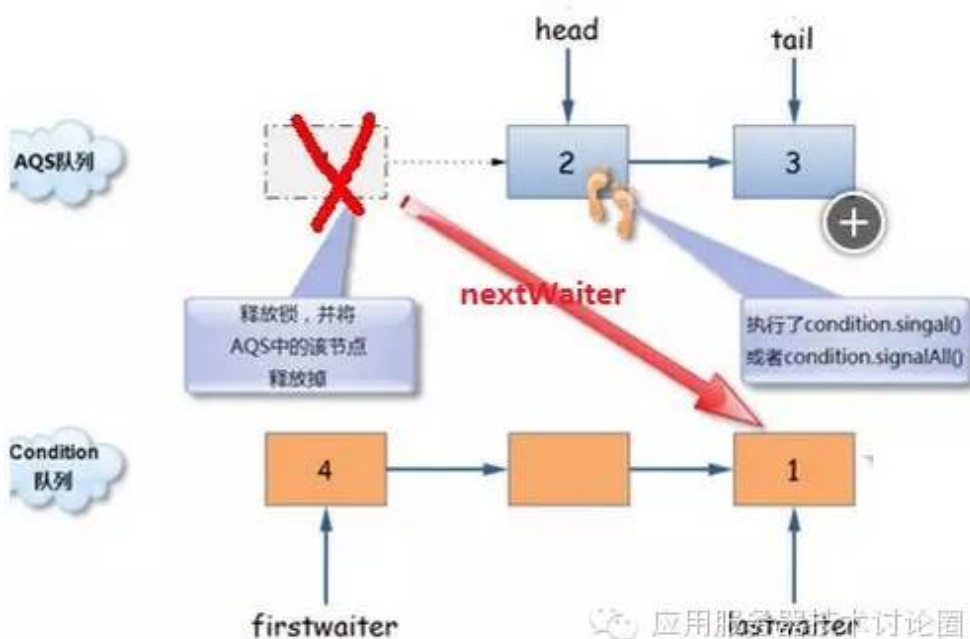 head
tail
AQS队列
2
3
nextWaiter
释放锁，并将
AQS中的该节点
释放掉
执行了condition.singal()
或者condition.signalAll()
Condition
队列
4
1
firstwaiter
lastwaiter
应用服务器技术讨论圈